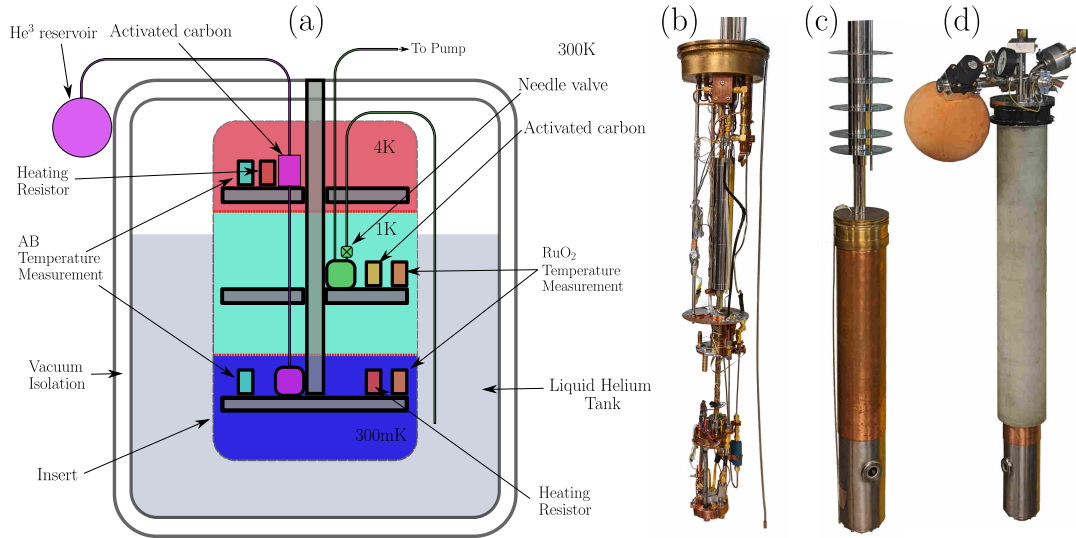 (a)
(b)
(c)
(d)
He³ reservoir
Activated carbon
To Pump
300K
Needle valve
Activated carbon
4K
Heating
Resistor
1K
AB
Temperature
Measurement
RuO₂
Temperature
Measurement
Vacuum
Isolation
Liquid Helium
Tank
300mK
Insert
Heating
Resistor